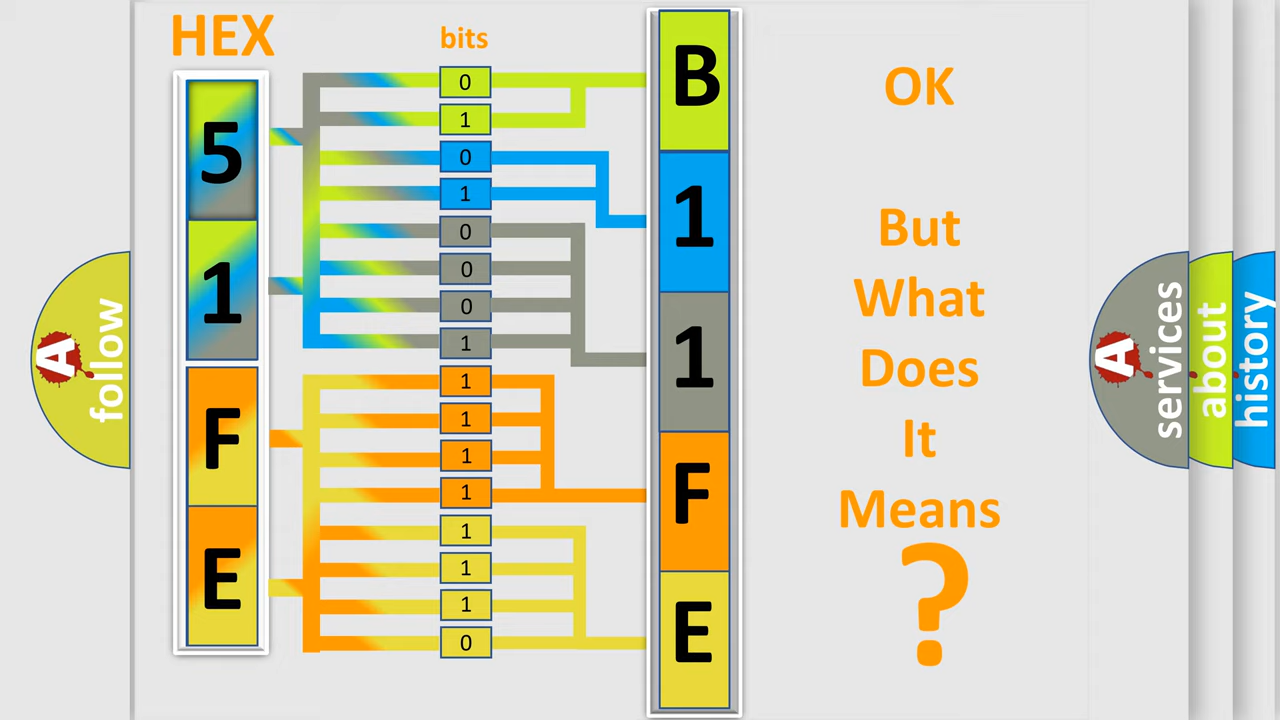 HEX
bits
5
1
F
E
0
1
0
1
0
0
0
1
1
1
1
1
1
1
1
0
B
1
1
F
E
OK
But
What
Does
It
Means
?
A
follow
A
services
about
history